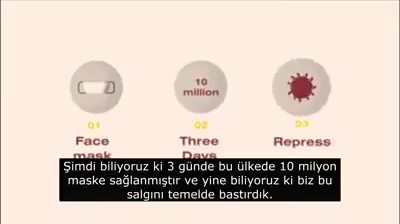 10
million
01
02
03
Face
mask
Three
Days
Repress
Şimdi biliyoruz ki 3 günde bu ülkede 10 milyon
maske sağlanmıştır ve yine biliyoruz ki biz bu
salgını temelde bastırdık.